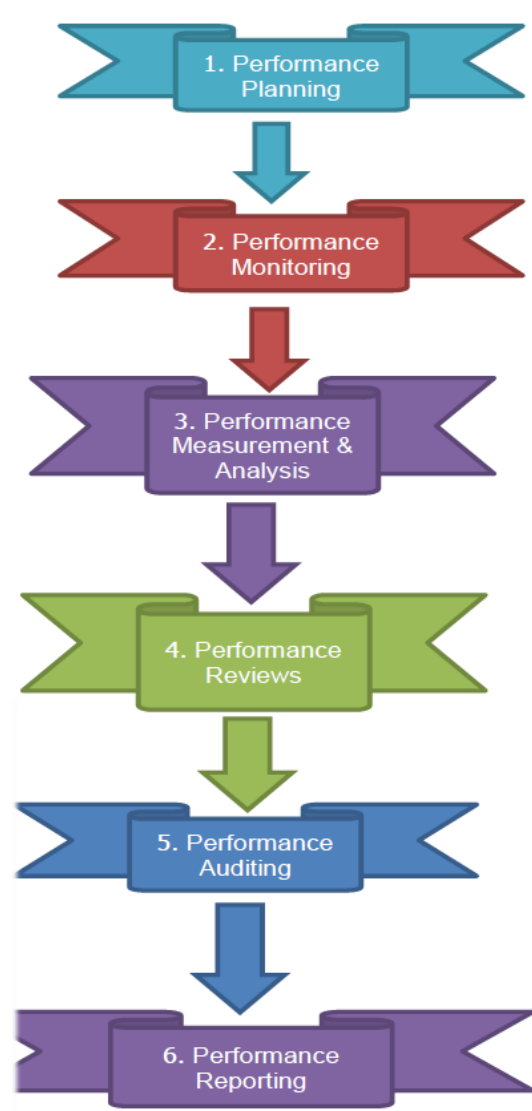 1. Performance
Planning
2. Performance
Monitoring
3. Performance
Measurement &
Analysis
4. Performance
Reviews
5. Performance
Auditing
6. Performance
Reporting